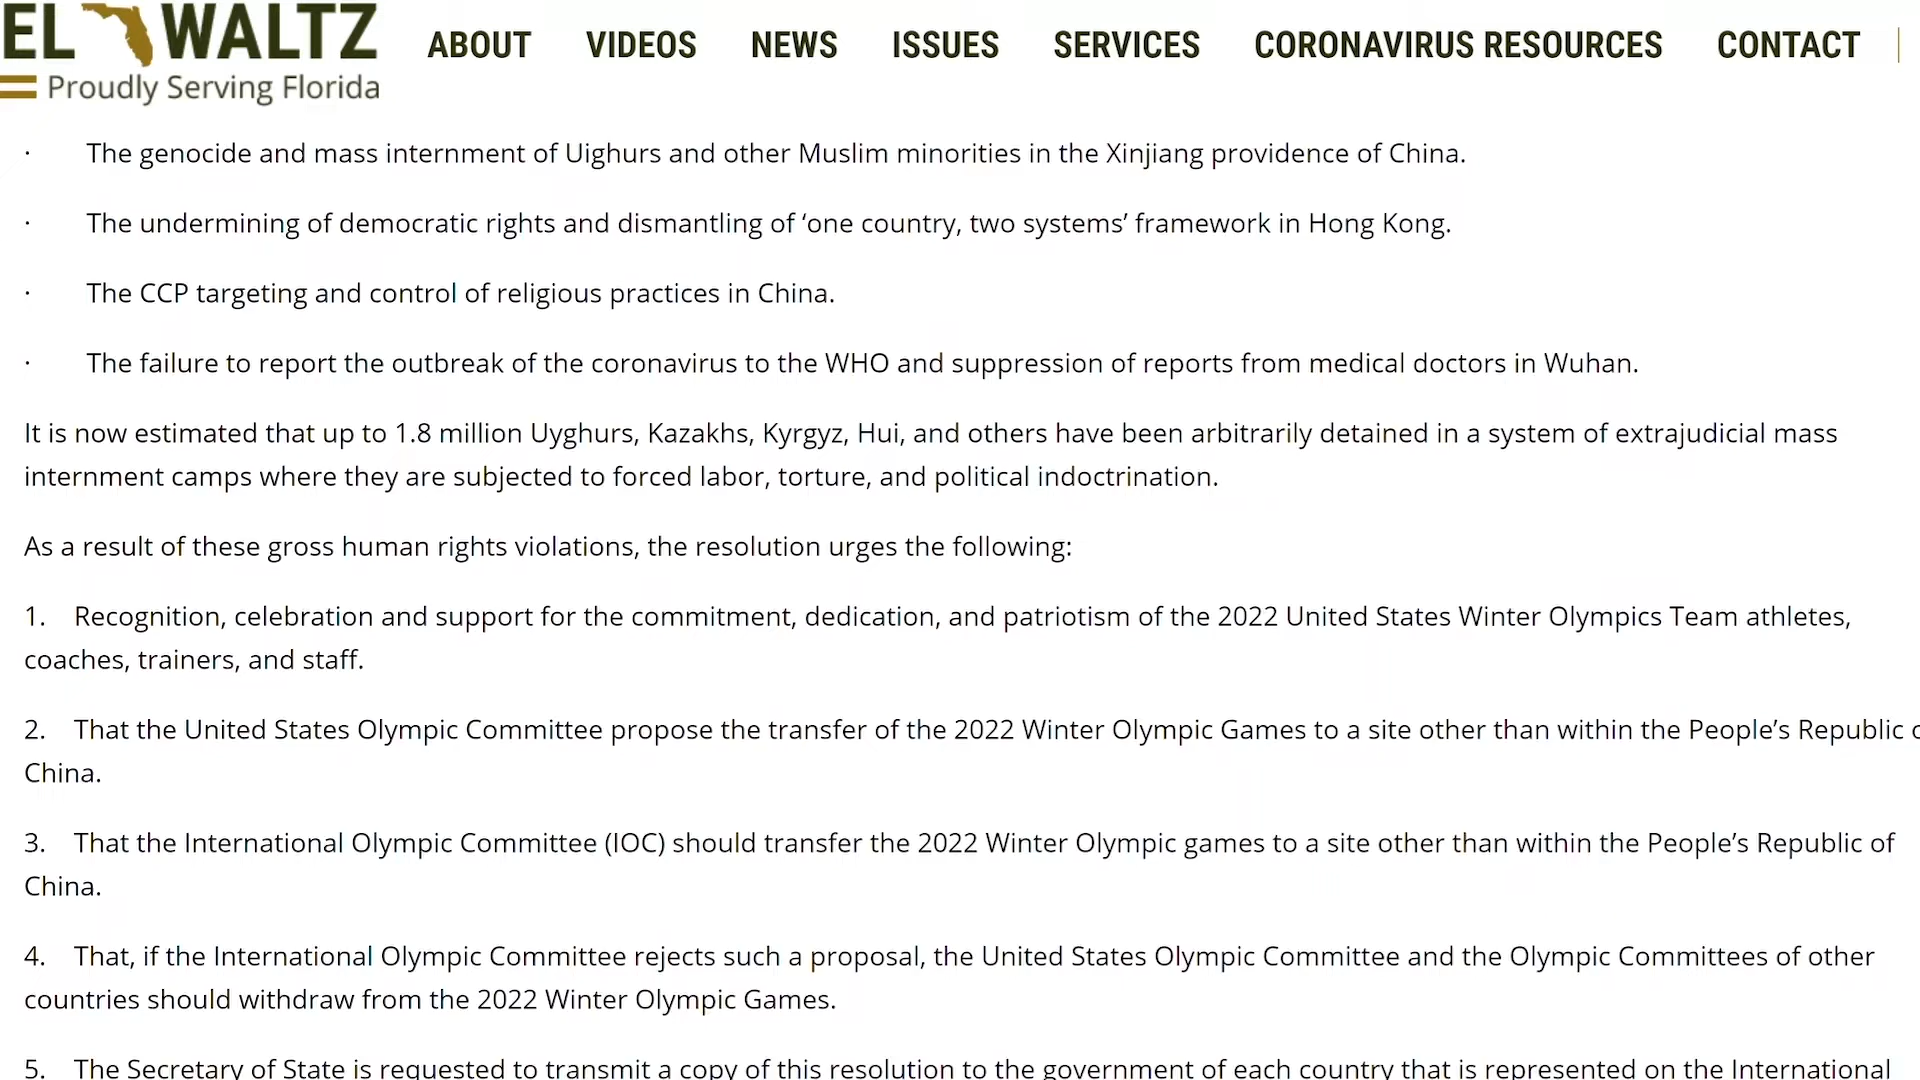 EL WALTZ
Proudly Serving Florida
ABOUT VIDEOS NEWS ISSUES SERVICES CORONAVIRUS RESOURCES CONTACT
· The genocide and mass internment of Uighurs and other Muslim minorities in the Xinjiang providence of China.
· The undermining of democratic rights and dismantling of ‘one country, two systems’ framework in Hong Kong.
· The CCP targeting and control of religious practices in China.
· The failure to report the outbreak of the coronavirus to the WHO and suppression of reports from medical doctors in Wuhan.
It is now estimated that up to 1.8 million Uyghurs, Kazakhs, Kyrgyz, Hui, and others have been arbitrarily detained in a system of extrajudicial mass
internment camps where they are subjected to forced labor, torture, and political indoctrination.
As a result of these gross human rights violations, the resolution urges the following:
1. Recognition, celebration and support for the commitment, dedication, and patriotism of the 2022 United States Winter Olympics Team athletes,
coaches, trainers, and staff.
2. That the United States Olympic Committee propose the transfer of the 2022 Winter Olympic Games to a site other than within the People’s Republic
China.
3. That the International Olympic Committee (IOC) should transfer the 2022 Winter Olympic games to a site other than within the People’s Republic of
China.
4. That, if the International Olympic Committee rejects such a proposal, the United States Olympic Committee and the Olympic Committees of other
countries should withdraw from the 2022 Winter Olympic Games.
5. The Secretary of State is requested to transmit a copy of this resolution to the government of each country that is represented on the International